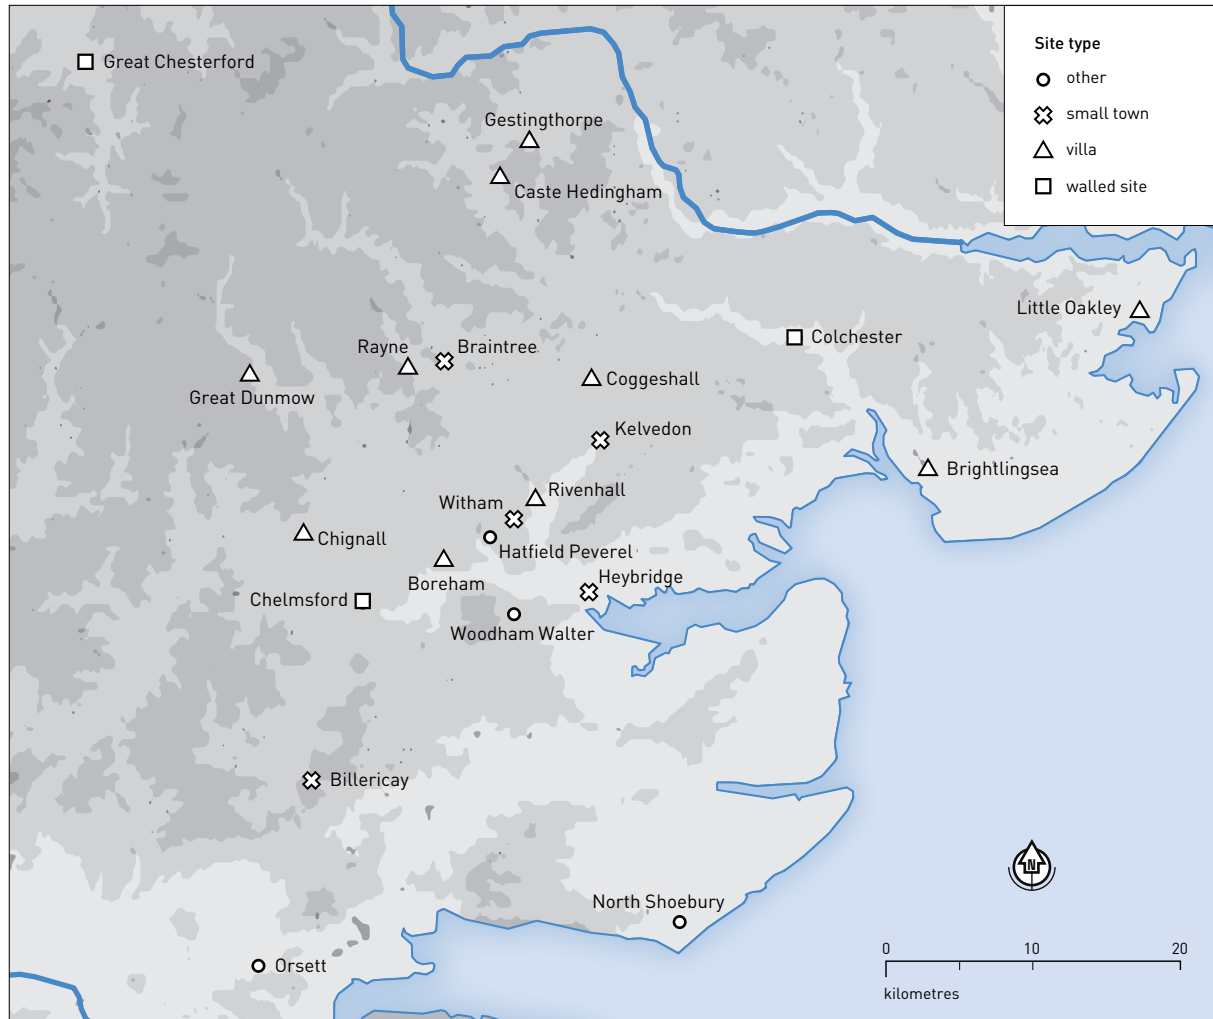 Great Chesterford
Site type
other
small town
villa
walled site
Gestingthorpe
Caste Hedingham
Little Oakley
Colchester
Rayne
Braintree
Coggeshall
Great Dunmow
Kelvedon
Brightlingsea
Rivenhall
Witham
Chignall
Hatfield Peverel
Boreham
Heybridge
Chelmsford
Woodham Walter
Billericay
N
North Shoebury
0 10 20
Orsett
kilometres